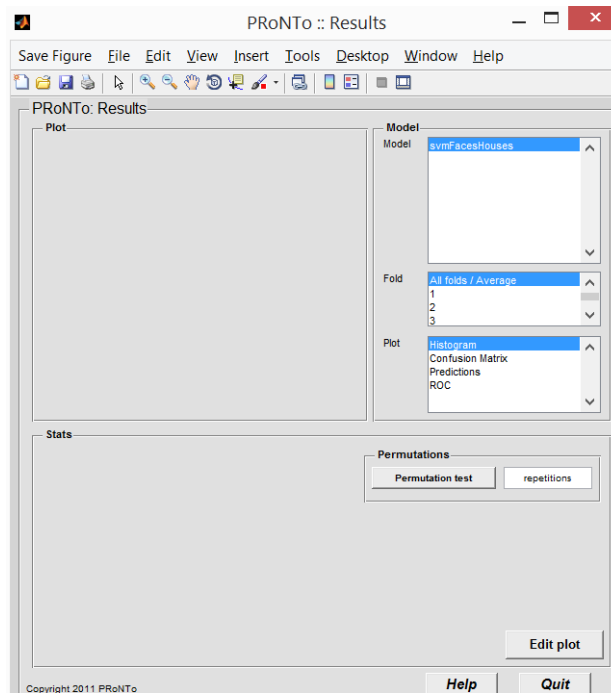 PRoNTo :: Results
Save Figure File Edit View Insert Tools Desktop Window Help
PRoNTo: Results
Plot
Model
Model
svmFacesHouses
Fold
All folds / Average
1
2
3
Plot
Histogram
Confusion Matrix
Predictions
ROC
Stats
Permutations
Permutation test
repetitions
Edit plot
Copyright 2011 PRoNTo
Help
Quit